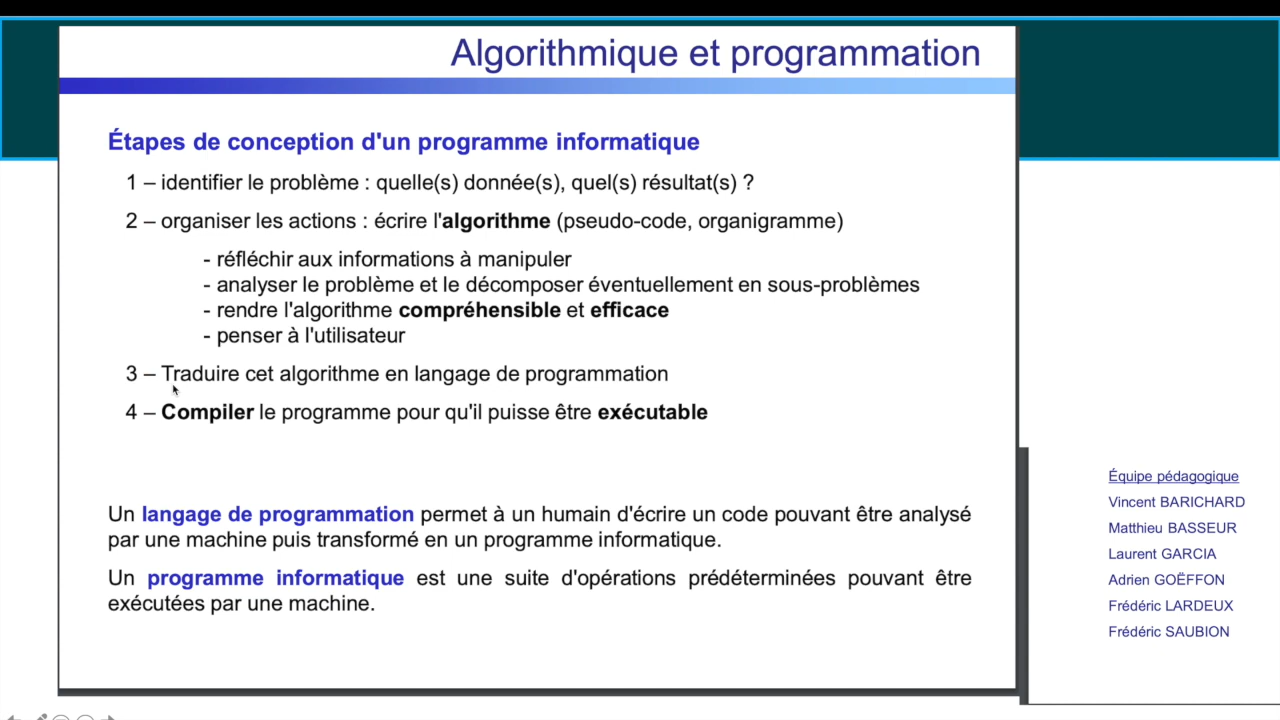 Algorithmique et programmation
Étapes de conception d'un programme informatique
1 – identifier le problème : quelle(s) donnée(s), quel(s) résultat(s) ?
2 – organiser les actions : écrire l'algorithme (pseudo-code, organigramme)
- réfléchir aux informations à manipuler
- analyser le problème et le décomposer éventuellement en sous-problèmes
- rendre l'algorithme compréhensible et efficace
- penser à l'utilisateur
3 – Traduire cet algorithme en langage de programmation
4 – Compiler le programme pour qu'il puisse être exécutable
Un langage de programmation permet à un humain d'écrire un code pouvant être analysé
par une machine puis transformé en un programme informatique.
Un programme informatique est une suite d'opérations prédéterminées pouvant être
exécutées par une machine.
Équipe pédagogique
Vincent BARICHARD
Matthieu BASSEUR
Laurent GARCIA
Adrien GOËFFON
Frédéric LARDEUX
Frédéric SAUBION